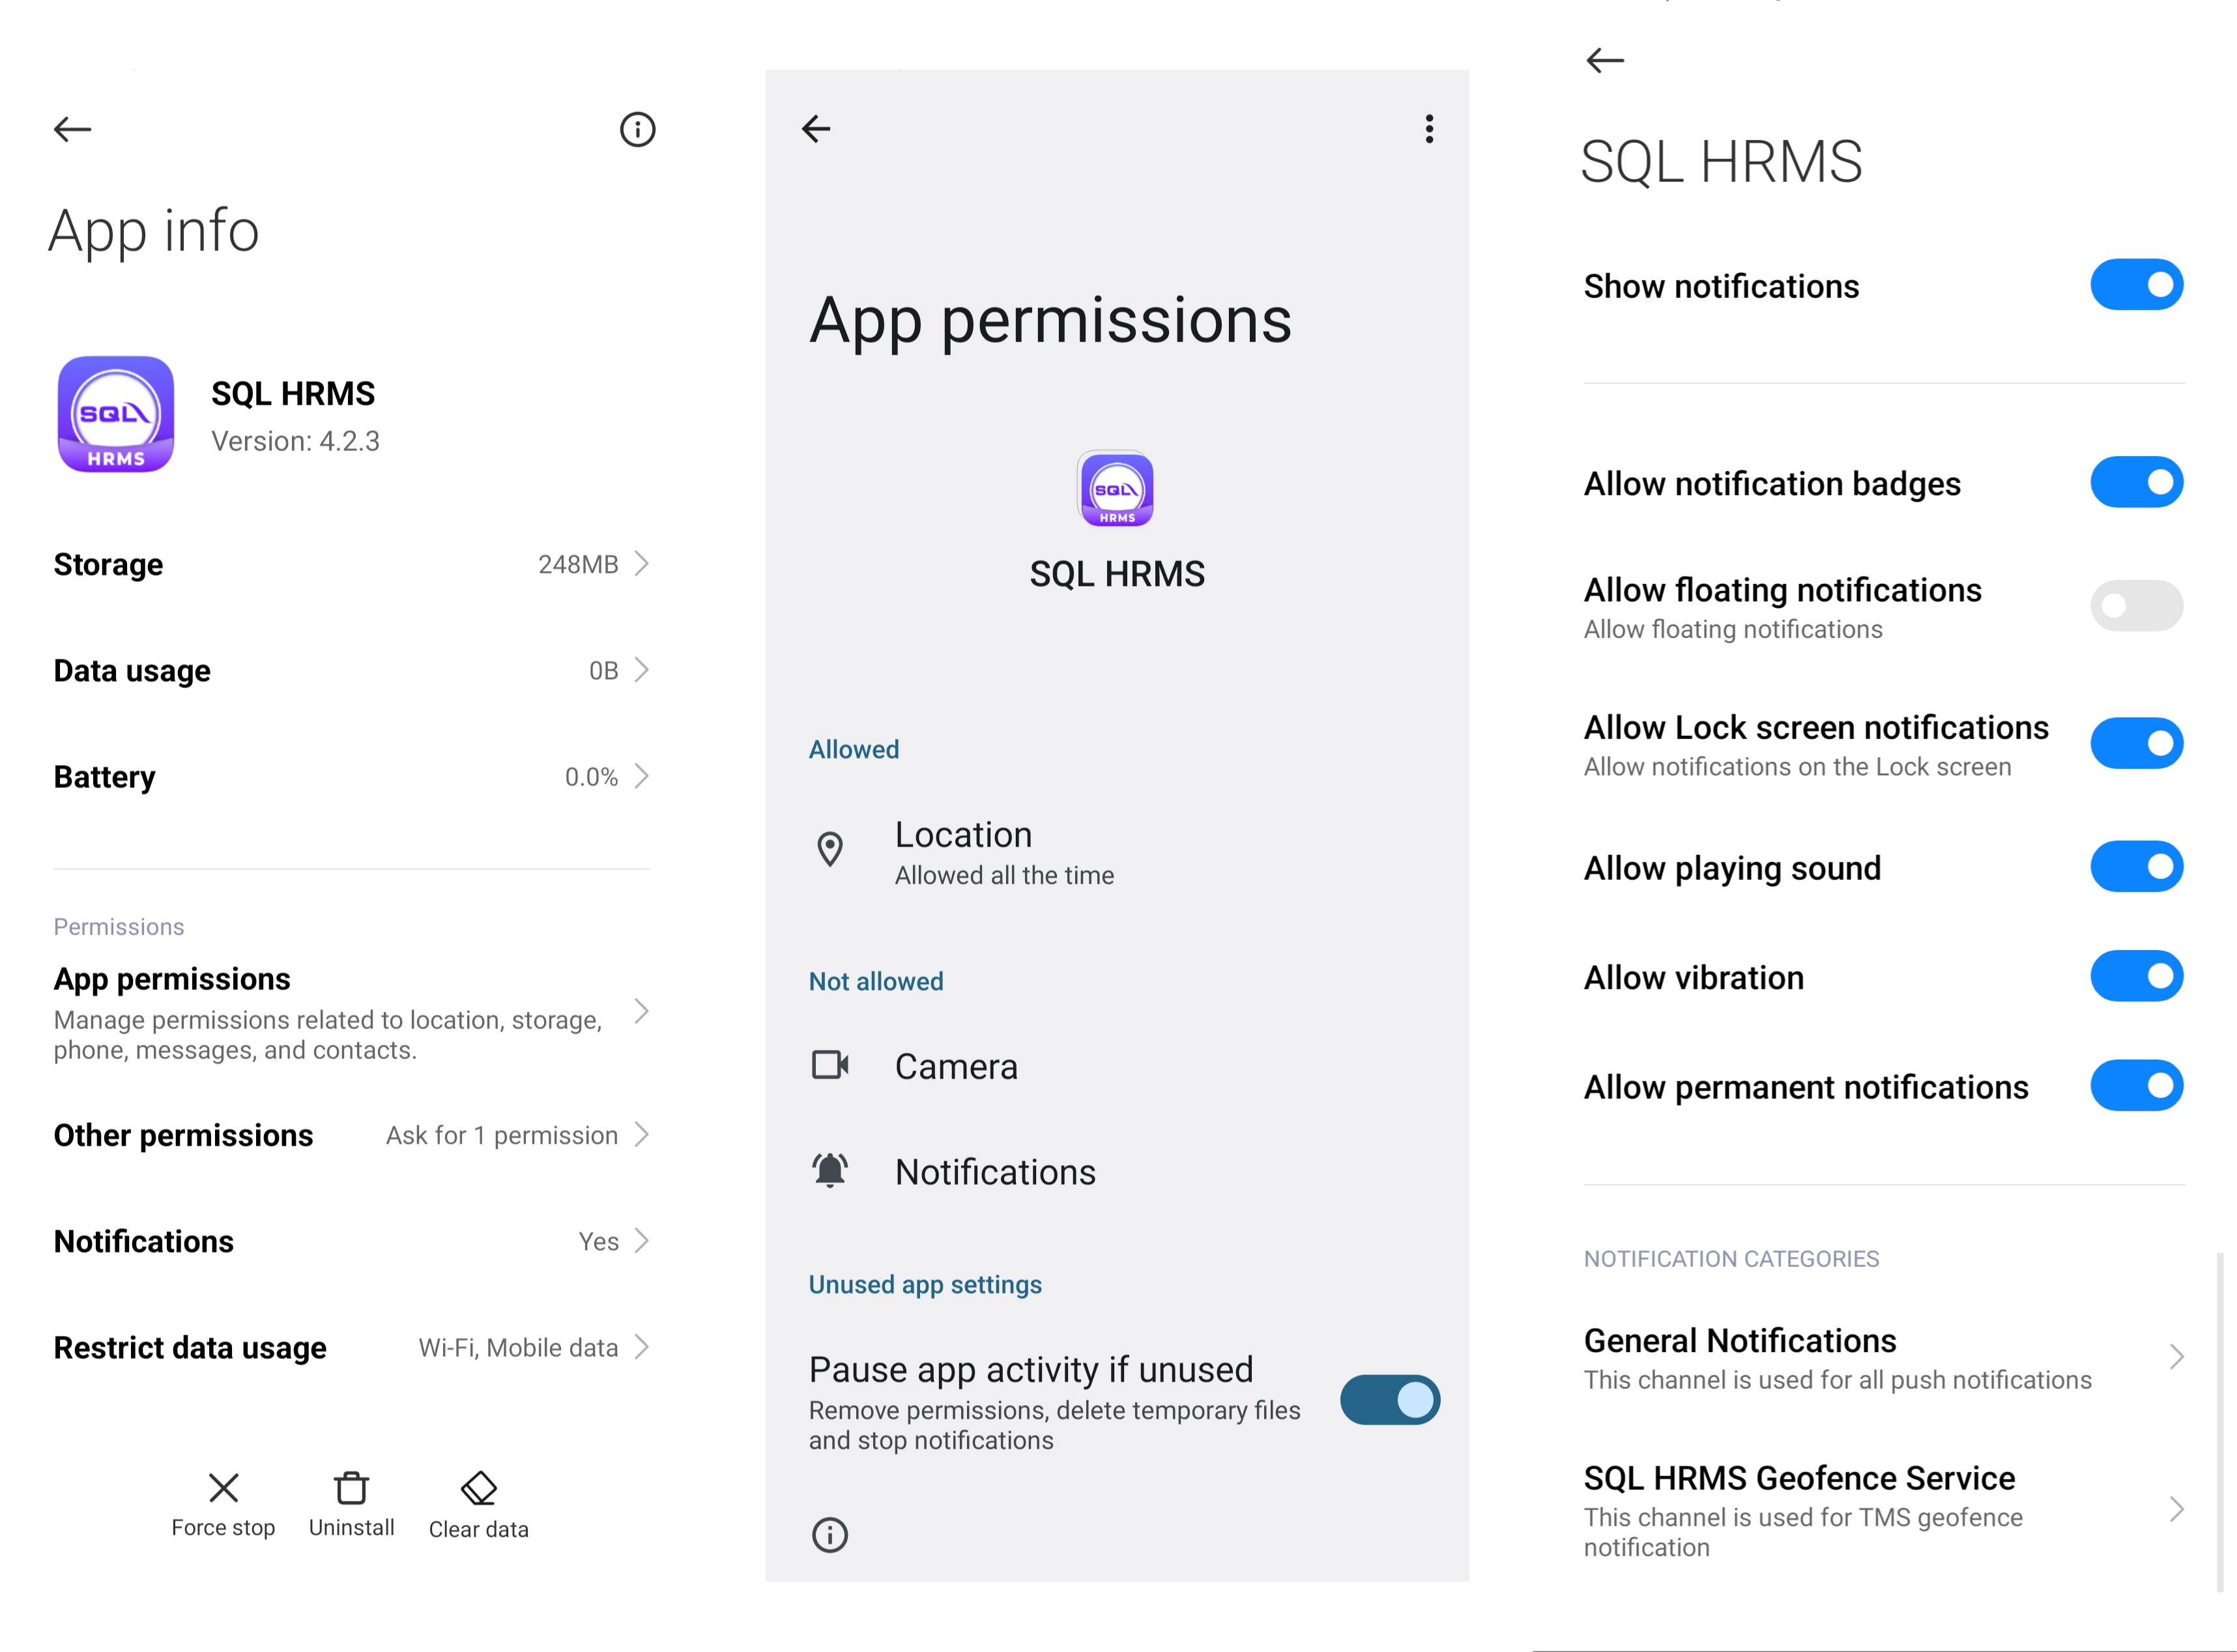 App info
SQL
HRMS
SQL HRMS
Version: 4.2.3
Storage
248MB
Data usage
0B
Battery
0.0%
Permissions
App permissions
Manage permissions related to location, storage,
phone, messages, and contacts.
Other permissions
Ask for 1 permission
Notifications
Yes
Restrict data usage
Wi-Fi, Mobile data
Force stop
Uninstall
Clear data
App permissions
SQL
HRMS
SQL HRMS
Allowed
Location
Allowed all the time
Not allowed
Camera
Notifications
Unused app settings
Pause app activity if unused
Remove permissions, delete temporary files
and stop notifications
SQL HRMS
Show notifications
Allow notification badges
Allow floating notifications
Allow floating notifications
Allow Lock screen notifications
Allow notifications on the Lock screen
Allow playing sound
Allow vibration
Allow permanent notifications
NOTIFICATION CATEGORIES
General Notifications
This channel is used for all push notifications
SQL HRMS Geofence Service
This channel is used for TMS geofence
notification